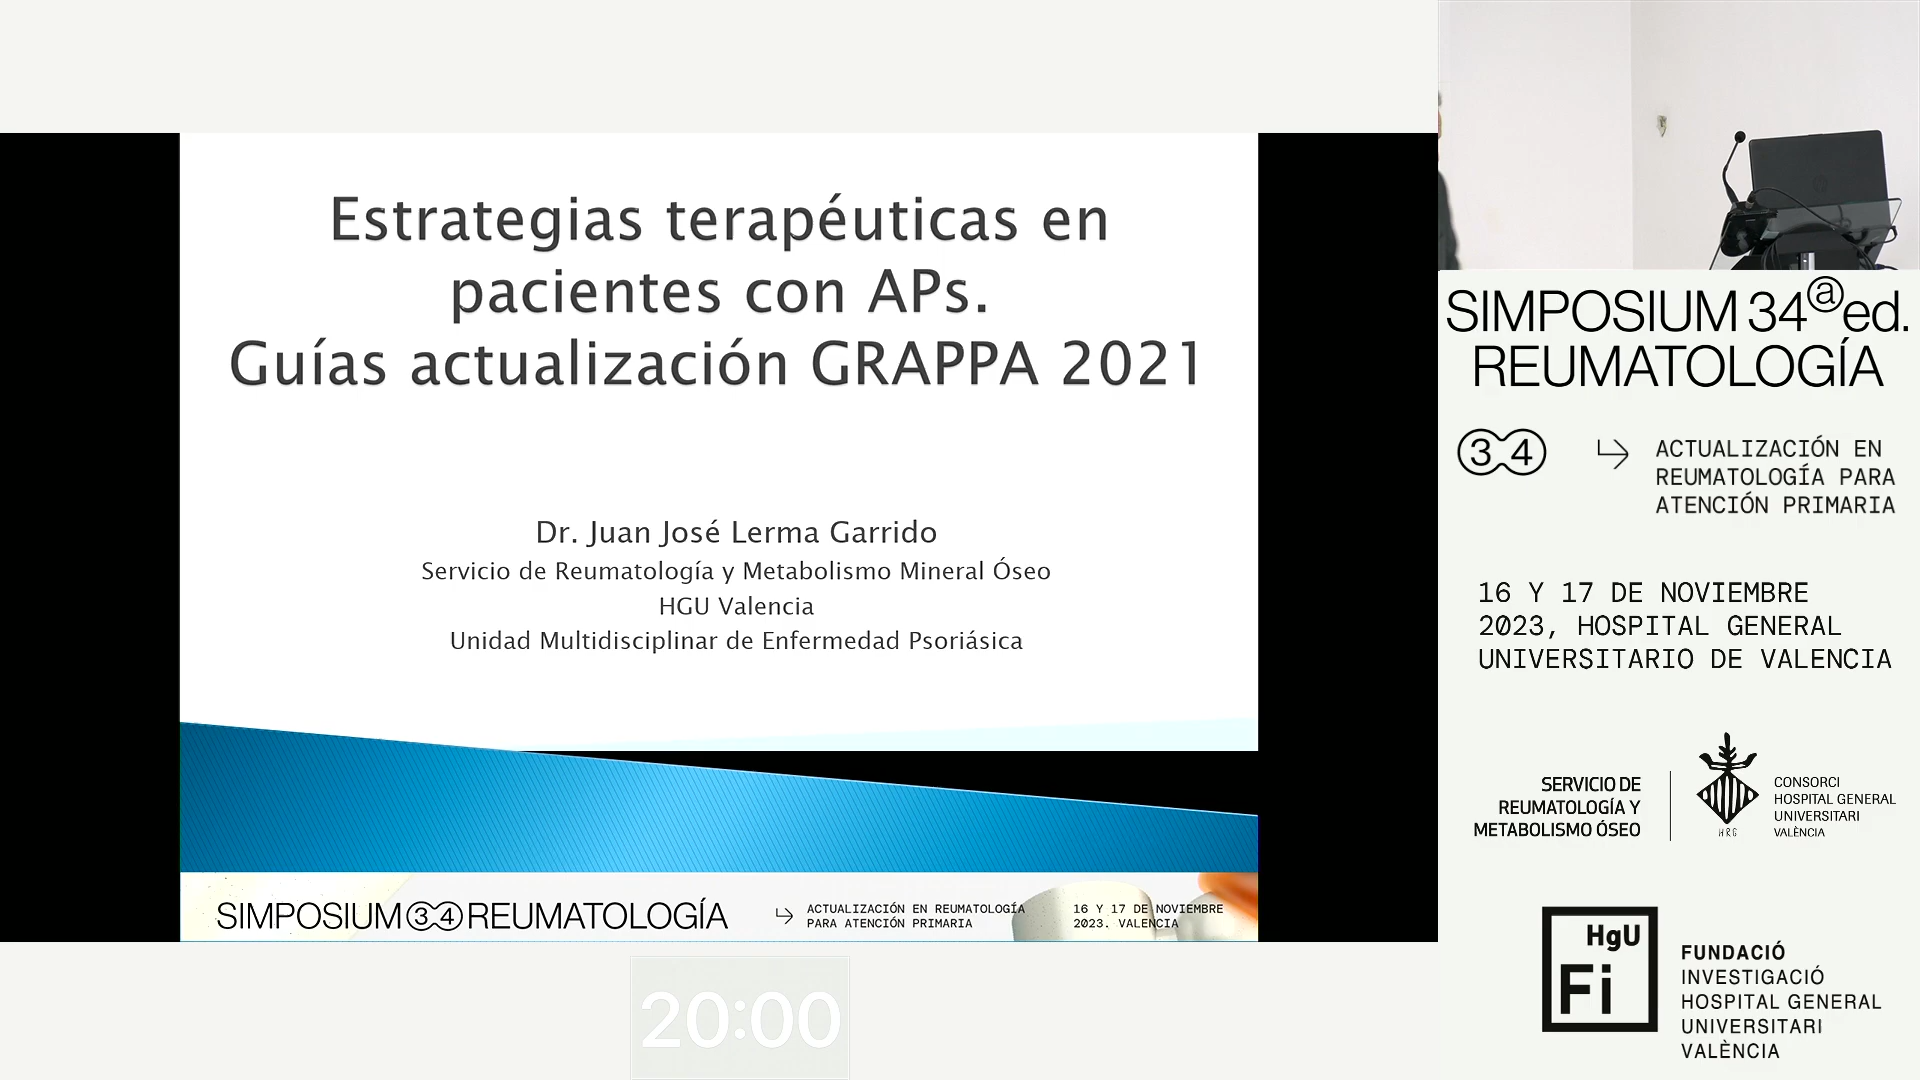 Estrategias terapéuticas en
pacientes con APs.
Guías actualización GRAPPA 2021
Dr. Juan José Lerma Garrido
Servicio de Reumatología y Metabolismo Mineral Óseo
HGU Valencia
Unidad Multidisciplinar de Enfermedad Psoriásica
SIMPOSIUM 34 REUMATOLOGÍA
ACTUALIZACIÓN EN REUMATOLOGÍA
PARA ATENCIÓN PRIMARIA
16 Y 17 DE NOVIEMBRE
2023. VALENCIA
20:00
SIMPOSIUM 34ªed.
REUMATOLOGÍA
34
ACTUALIZACIÓN EN
REUMATOLOGÍA PARA
ATENCIÓN PRIMARIA
16 Y 17 DE NOVIEMBRE
2023, HOSPITAL GENERAL
UNIVERSITARIO DE VALENCIA
SERVICIO DE
REUMATOLOGÍA Y
METABOLISMO ÓSEO
HRG
CONSORCI
HOSPITAL GENERAL
UNIVERSITARI
VALÈNCIA
HgU
Fi
FUNDACIÓ
INVESTIGACIÓ
HOSPITAL GENERAL
UNIVERSITARI
VALÈNCIA